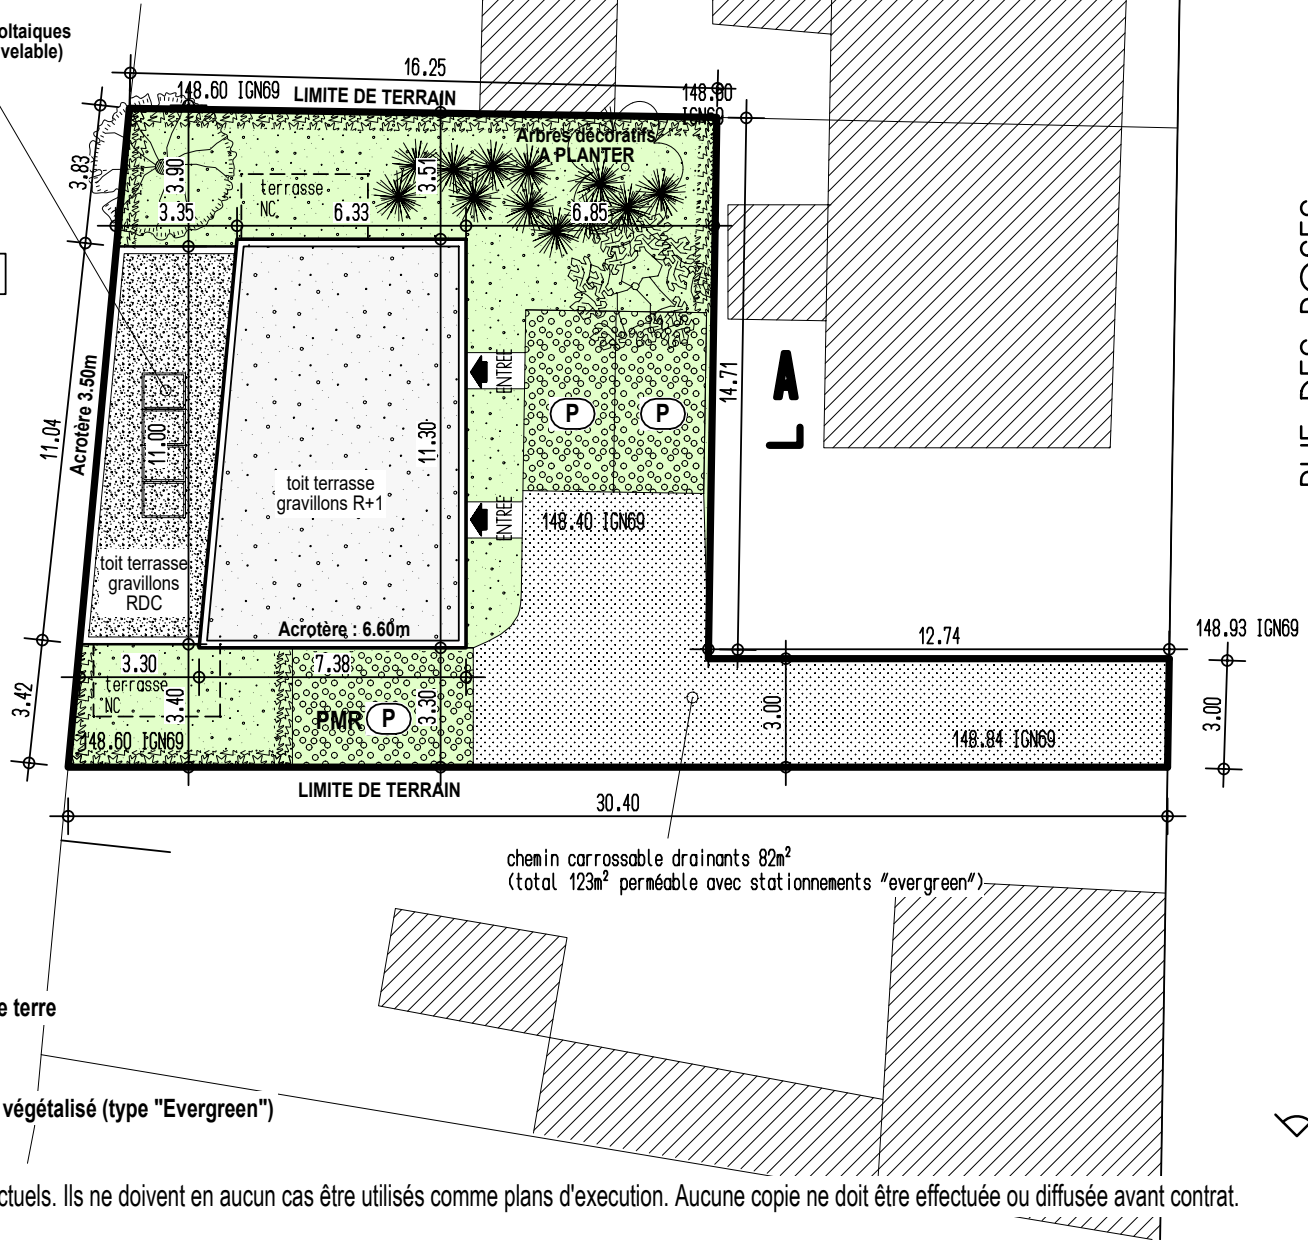 oltaiques
velable)
16.25
148.60 IGN69
LIMITE DE TERRAIN
148.90
IGN69
Arbres décoratifs
A PLANTER
3.83
3.90
3.51
terrasse
NC
3.35
6.33
6.85
ENTREE
P
P
A
14.71
Acrotère 3.50m
11.04
11.00
11.30
toit terrasse
gravillons R+1
ENTREE
148.40 IGN69
toit terrasse
gravillons
RDC
Acrotère : 6.60m
12.74
148.93 IGN69
3.30
7.38
terrasse
NC
3.42
3.40
PMR P
3.30
3.00
3.00
148.60 IGN69
148.84 IGN69
LIMITE DE TERRAIN
30.40
chemin carrossable drainants 82m²
(total 123m² perméable avec stationnements "evergreen")
e terre
végétalisé (type "Evergreen")
ctuels. Ils ne doivent en aucun cas être utilisés comme plans d'execution. Aucune copie ne doit être effectuée ou diffusée avant contrat.